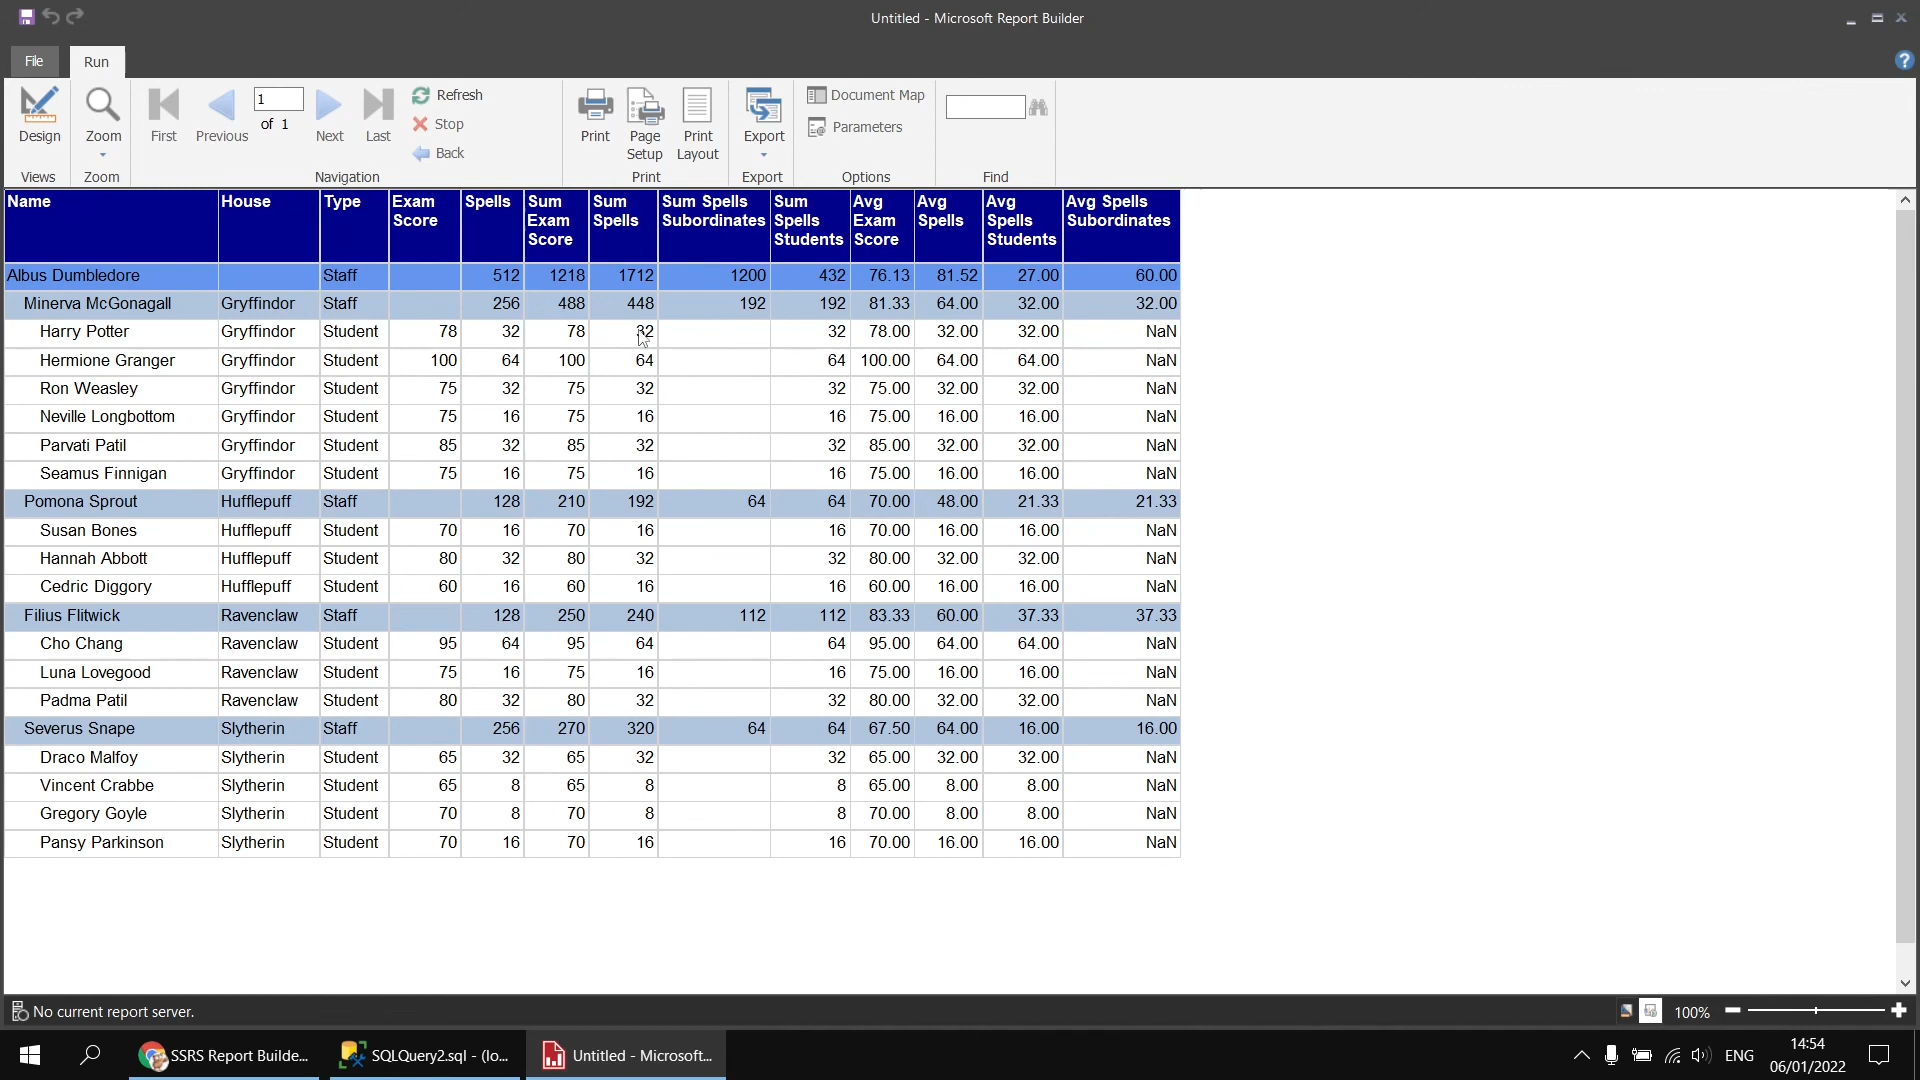 Untitled - Microsoft Report Builder
File Run
Design Zoom First Previous 1 of 1 Next Last Refresh Stop Back Print Page Setup Print Layout Export Document Map Parameters
Views Zoom Navigation Print Export Options Find
Name House Type Exam Score Spells Sum Exam Score Sum Spells Sum Spells Subordinates Sum Spells Students Avg Exam Score Avg Spells Avg Spells Students Avg Spells Subordinates
Albus Dumbledore Staff 512 1218 1712 1200 432 76.13 81.52 27.00 60.00
Minerva McGonagall Gryffindor Staff 256 488 448 192 192 81.33 64.00 32.00 32.00
Harry Potter Gryffindor Student 78 32 78 32 32 78.00 32.00 32.00 NaN
Hermione Granger Gryffindor Student 100 64 100 64 64 100.00 64.00 64.00 NaN
Ron Weasley Gryffindor Student 75 32 75 32 32 75.00 32.00 32.00 NaN
Neville Longbottom Gryffindor Student 75 16 75 16 16 75.00 16.00 16.00 NaN
Parvati Patil Gryffindor Student 85 32 85 32 32 85.00 32.00 32.00 NaN
Seamus Finnigan Gryffindor Student 75 16 75 16 16 75.00 16.00 16.00 NaN
Pomona Sprout Hufflepuff Staff 128 210 192 64 64 70.00 48.00 21.33 21.33
Susan Bones Hufflepuff Student 70 16 70 16 16 70.00 16.00 16.00 NaN
Hannah Abbott Hufflepuff Student 80 32 80 32 32 80.00 32.00 32.00 NaN
Cedric Diggory Hufflepuff Student 60 16 60 16 16 60.00 16.00 16.00 NaN
Filius Flitwick Ravenclaw Staff 128 250 240 112 112 83.33 60.00 37.33 37.33
Cho Chang Ravenclaw Student 95 64 95 64 64 95.00 64.00 64.00 NaN
Luna Lovegood Ravenclaw Student 75 16 75 16 16 75.00 16.00 16.00 NaN
Padma Patil Ravenclaw Student 80 32 80 32 32 80.00 32.00 32.00 NaN
Severus Snape Slytherin Staff 256 270 320 64 64 67.50 64.00 16.00 16.00
Draco Malfoy Slytherin Student 65 32 65 32 32 65.00 32.00 32.00 NaN
Vincent Crabbe Slytherin Student 65 8 65 8 8 65.00 8.00 8.00 NaN
Gregory Goyle Slytherin Student 70 8 70 8 8 70.00 8.00 8.00 NaN
Pansy Parkinson Slytherin Student 70 16 70 16 16 70.00 16.00 16.00 NaN
No current report server. 100%
SSRS Report Builde... SQLQuery2.sql - (lo... Untitled - Microsoft... ENG 14:54
06/01/2022